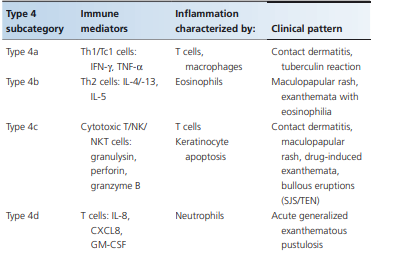 Type 4 subcategory Immune mediators Inflammation characterized by: Clinical pattern
Type 4a Th1/Tc1 cells: T cells, Contact dermatitis,
IFN-γ, TNF-α macrophages tuberculin reaction
Type 4b Th2 cells: IL-4/-13, Eosinophils Maculopapular rash,
IL-5 exanthema with
eosinophilia
Type 4c Cytotoxic T/NK/ T cells Contact dermatitis,
NKT cells: Keratinocyte maculopapular
granulysin, apoptosis rash, drug-induced
perforin, exanthema,
granzyme B bullous eruptions
(SJS/TEN)
Type 4d T cells: IL-8, Neutrophils Acute generalized
CXCL8, exanthematous
GM-CSF pustulosis